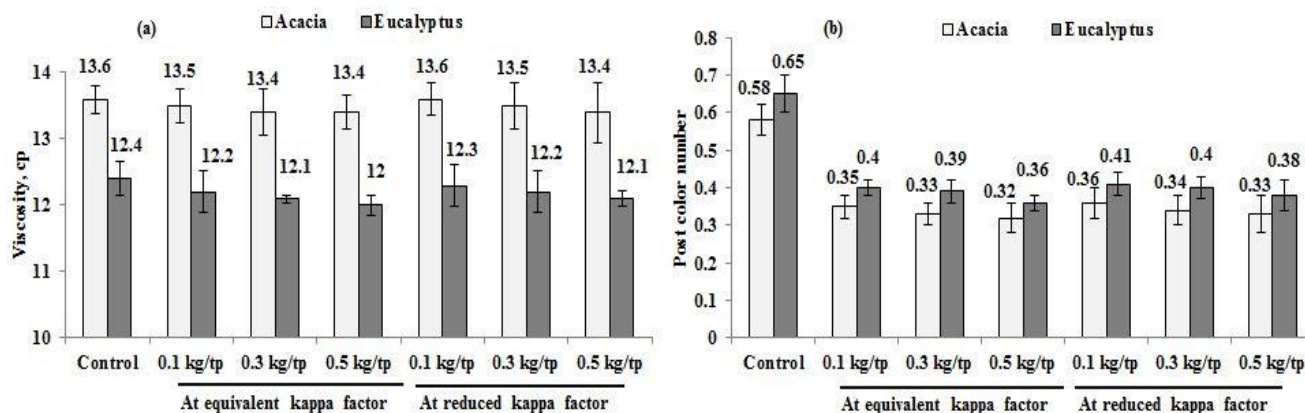 (a) Acacia Eucalyptus
14
13
12
11
10
Viscosity, cp
13.6 12.4 13.5 12.2 13.4 12.1 13.4 12 13.6 12.3 13.5 12.2 13.4 12.1
Control 0.1 kg/tp 0.3 kg/tp 0.5 kg/tp 0.1 kg/tp 0.3 kg/tp 0.5 kg/tp
At equivalent kappa factor At reduced kappa factor
(b) Acacia Eucalyptus
0.8
0.7
0.6
0.5
0.4
0.3
0.2
0.1
0
Post color number
0.58 0.65 0.35 0.4 0.33 0.39 0.32 0.36 0.36 0.41 0.34 0.4 0.33 0.38
Control 0.1 kg/tp 0.3 kg/tp 0.5 kg/tp 0.1 kg/tp 0.3 kg/tp 0.5 kg/tp
At equivalent kappa factor At reduced kappa factor